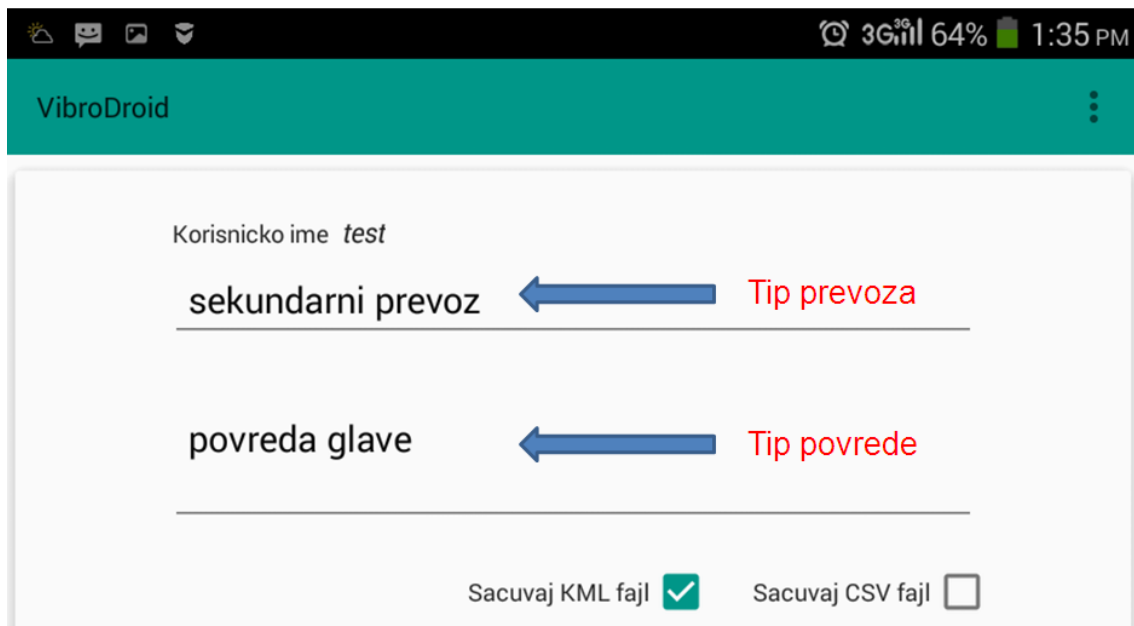 3G 3G 64% 1:35 PM
VibroDroid
Korisnicko ime test
sekundarni prevoz Tip prevoza
povreda glave Tip povrede
Sacuvaj KML fajl Sacuvaj CSV fajl